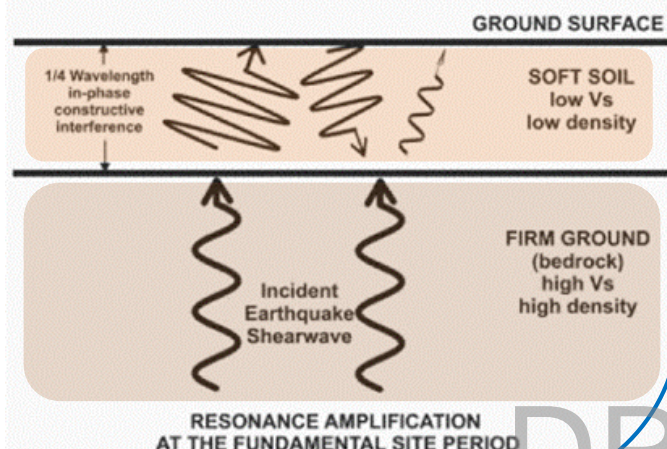 GROUND SURFACE
1/4 Wavelength
in-phase
constructive
interference
SOFT SOIL
low Vs
low density
FIRM GROUND
(bedrock)
high Vs
high density
Incident
Earthquake
Shearwave
RESONANCE AMPLIFICATION
AT THE FUNDAMENTAL SITE PERIOD